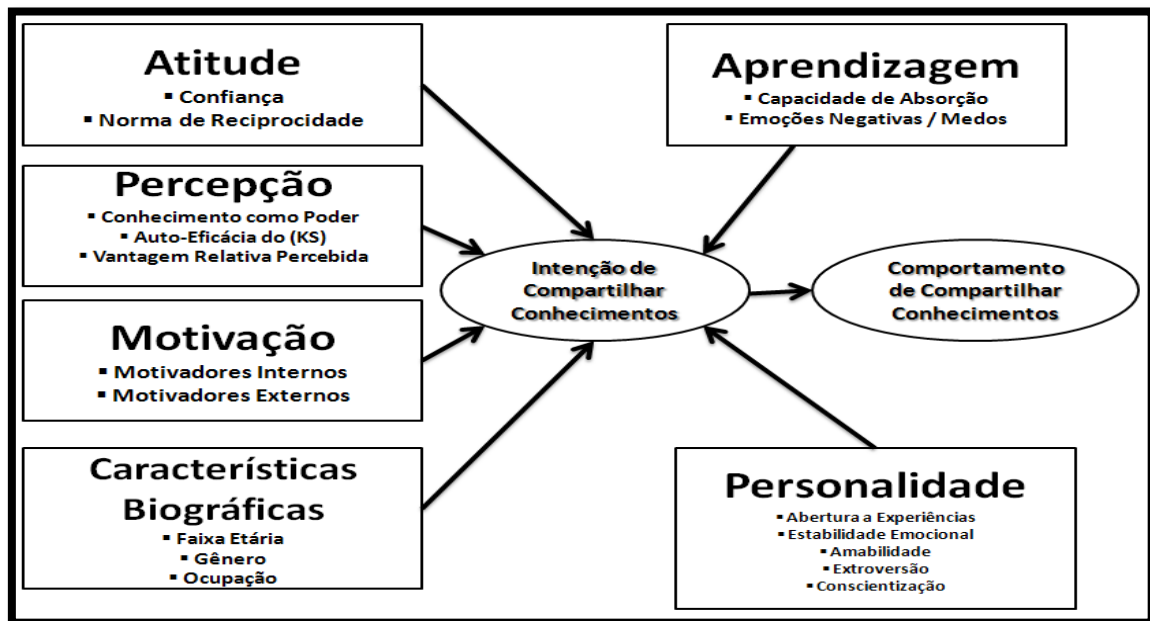 Atitude
▪ Confiança
▪ Norma de Reciprocidade
Percepção
▪ Conhecimento como Poder
▪ Auto-Eficácia do (KS)
▪ Vantagem Relativa Percebida
Motivação
▪ Motivadores Internos
▪ Motivadores Externos
Características
Biográficas
▪ Faixa Etária
▪ Gênero
▪ Ocupação
Aprendizagem
▪ Capacidade de Absorção
▪ Emoções Negativas / Medos
Intenção de
Compartilhar
Conhecimentos
Comportamento
de Compartilhar
Conhecimentos
Personalidade
▪ Abertura a Experiências
▪ Estabilidade Emocional
▪ Amabilidade
▪ Extroversão
▪ Conscientização